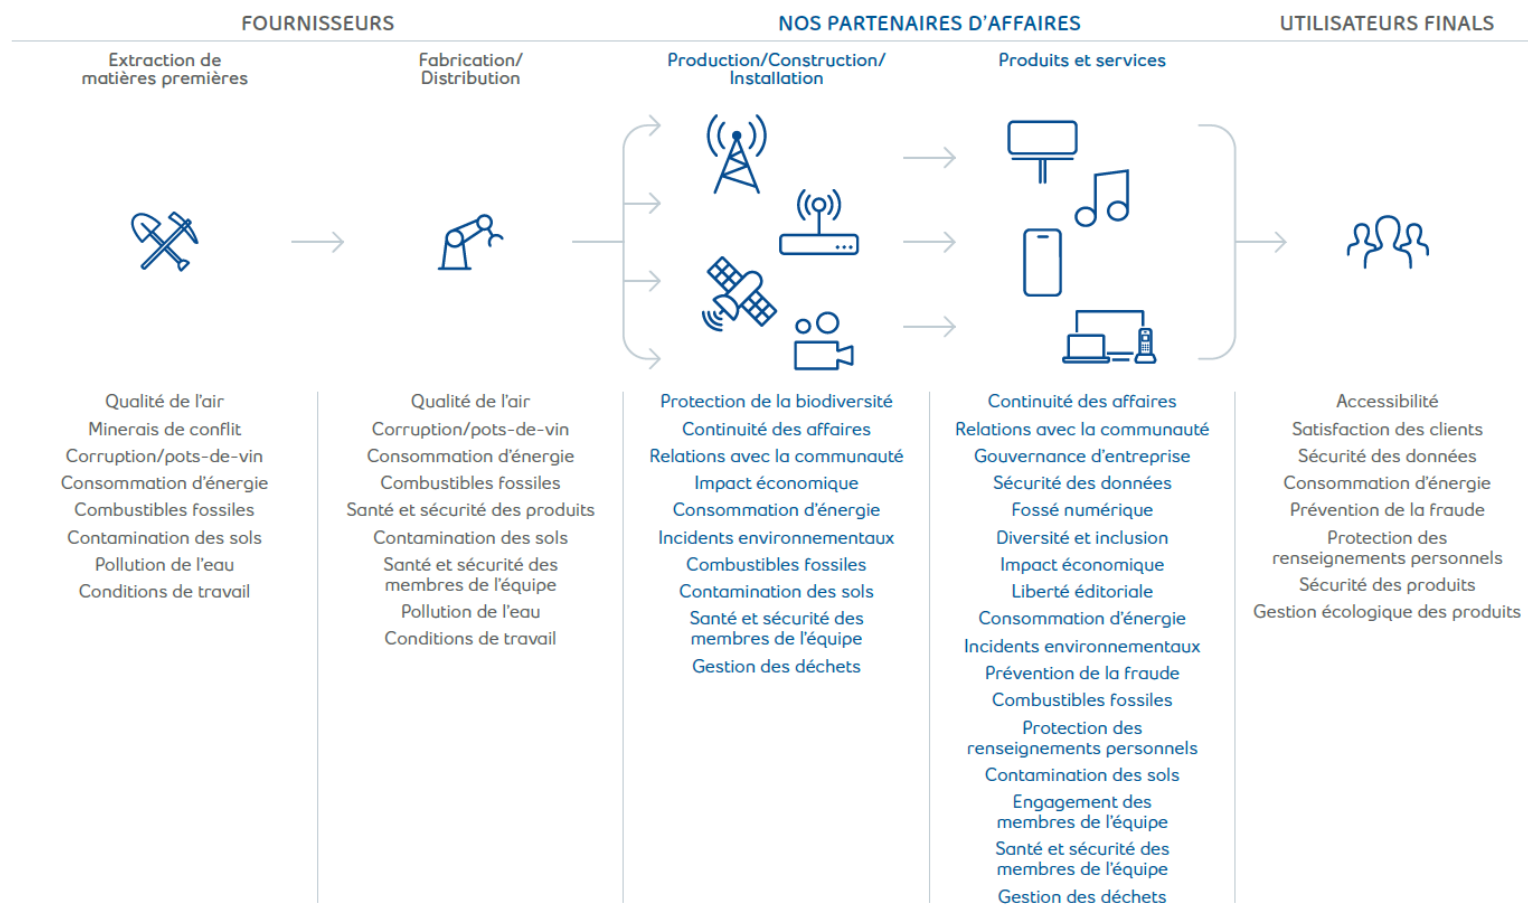 FOURNISSEURS
NOS PARTENAIRES D'AFFAIRES
UTILISATEURS FINALS
Extraction de
matières premières
Fabrication/
Distribution
Production/Construction/
Installation
Produits et services
Qualité de l'air
Minerais de conflit
Corruption/pots-de-vin
Consommation d'énergie
Combustibles fossiles
Contamination des sols
Pollution de l'eau
Conditions de travail
Qualité de l'air
Corruption/pots-de-vin
Consommation d'énergie
Combustibles fossiles
Santé et sécurité des produits
Contamination des sols
Santé et sécurité des
membres de l'équipe
Pollution de l'eau
Conditions de travail
Protection de la biodiversité
Continuité des affaires
Relations avec la communauté
Impact économique
Consommation d'énergie
Incidents environnementaux
Combustibles fossiles
Contamination des sols
Santé et sécurité des
membres de l'équipe
Gestion des déchets
Continuité des affaires
Relations avec la communauté
Gouvernance d'entreprise
Sécurité des données
Fossé numérique
Diversité et inclusion
Impact économique
Liberté éditoriale
Consommation d'énergie
Incidents environnementaux
Prévention de la fraude
Combustibles fossiles
Protection des
renseignements personnels
Contamination des sols
Engagement des
membres de l'équipe
Santé et sécurité des
membres de l'équipe
Gestion des déchets
Accessibilité
Satisfaction des clients
Sécurité des données
Consommation d'énergie
Prévention de la fraude
Protection des
renseignements personnels
Sécurité des produits
Gestion écologique des produits